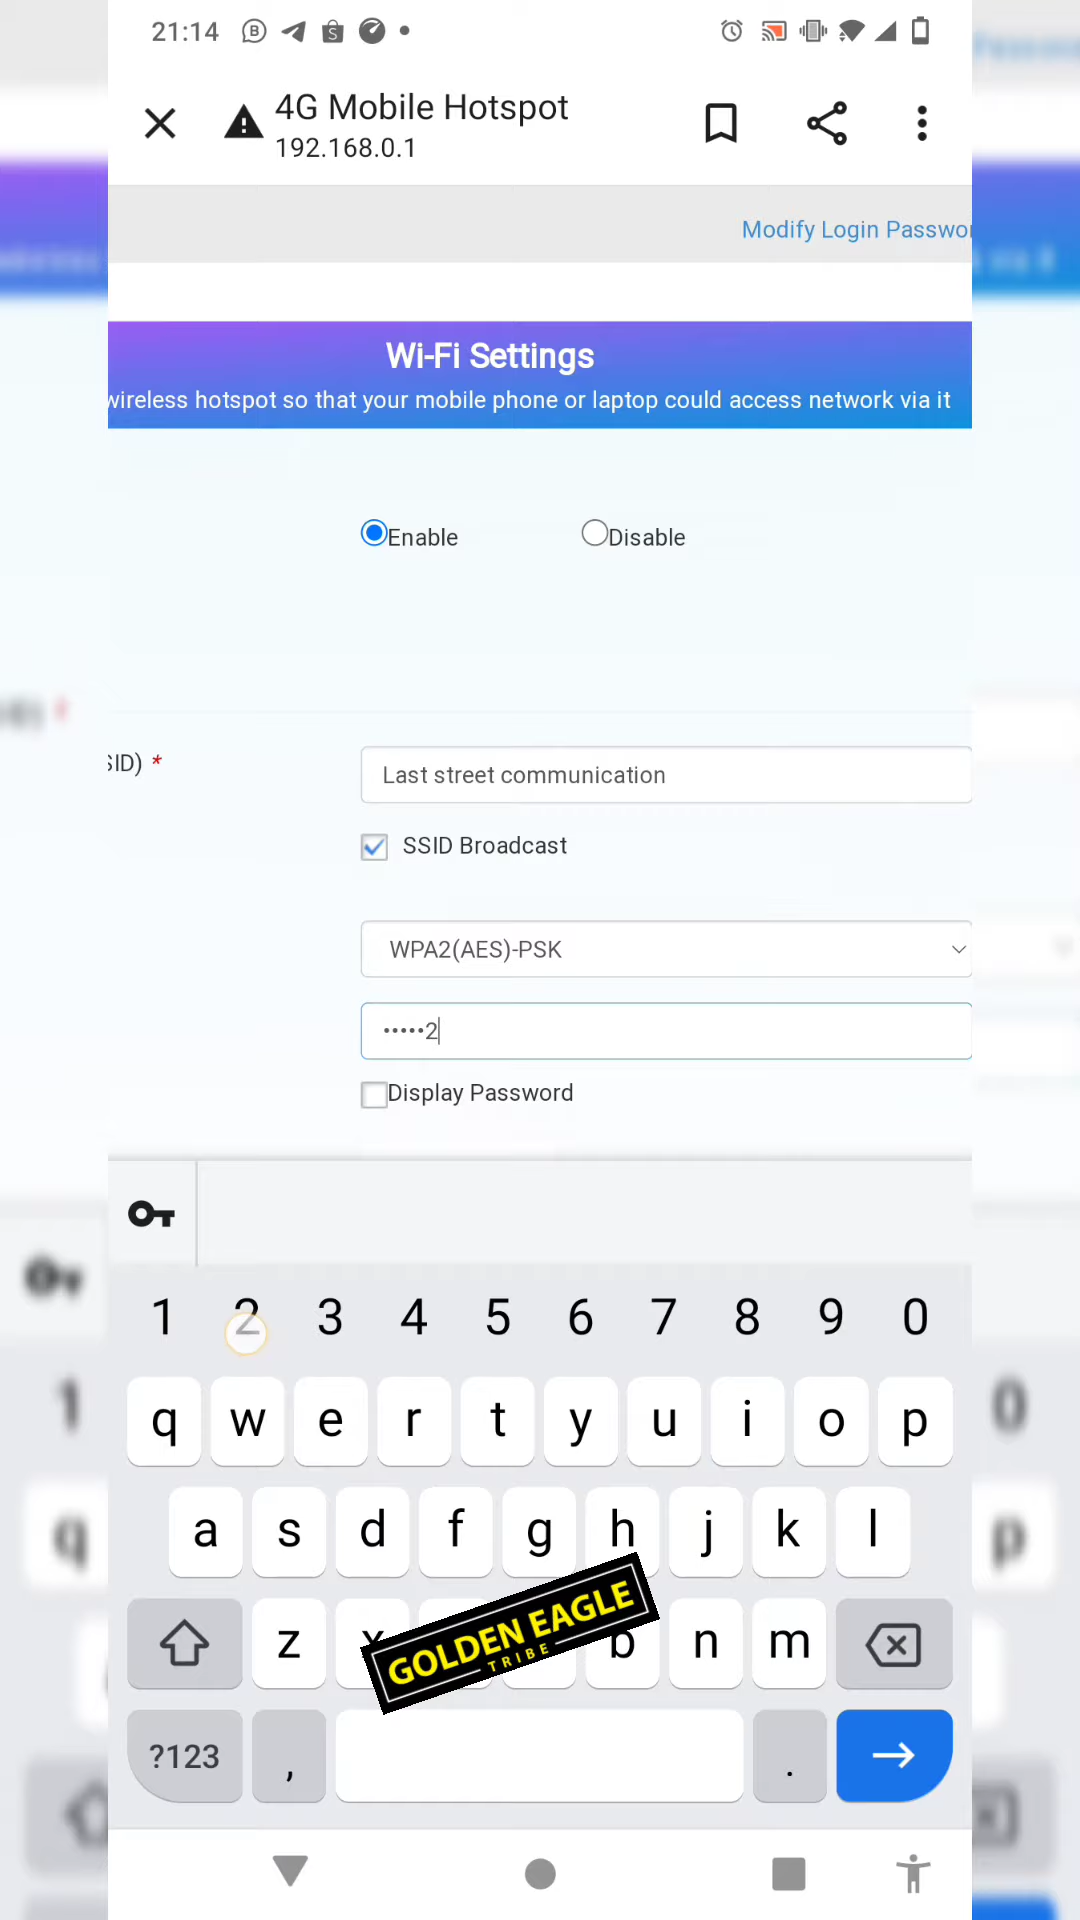 21:14
4G Mobile Hotspot
192.168.0.1
Modify Login Passwor
Wi-Fi Settings
wireless hotspot so that your mobile phone or laptop could access network via it
Enable
Disable
SID) *
Last street communication
SSID Broadcast
WPA2(AES)-PSK
•••••2
Display Password
1 2 3 4 5 6 7 8 9 0
q w e r t y u i o p
a s d f g h j k l
z x b n m
GOLDEN EAGLE
TRIBE
?123 , .